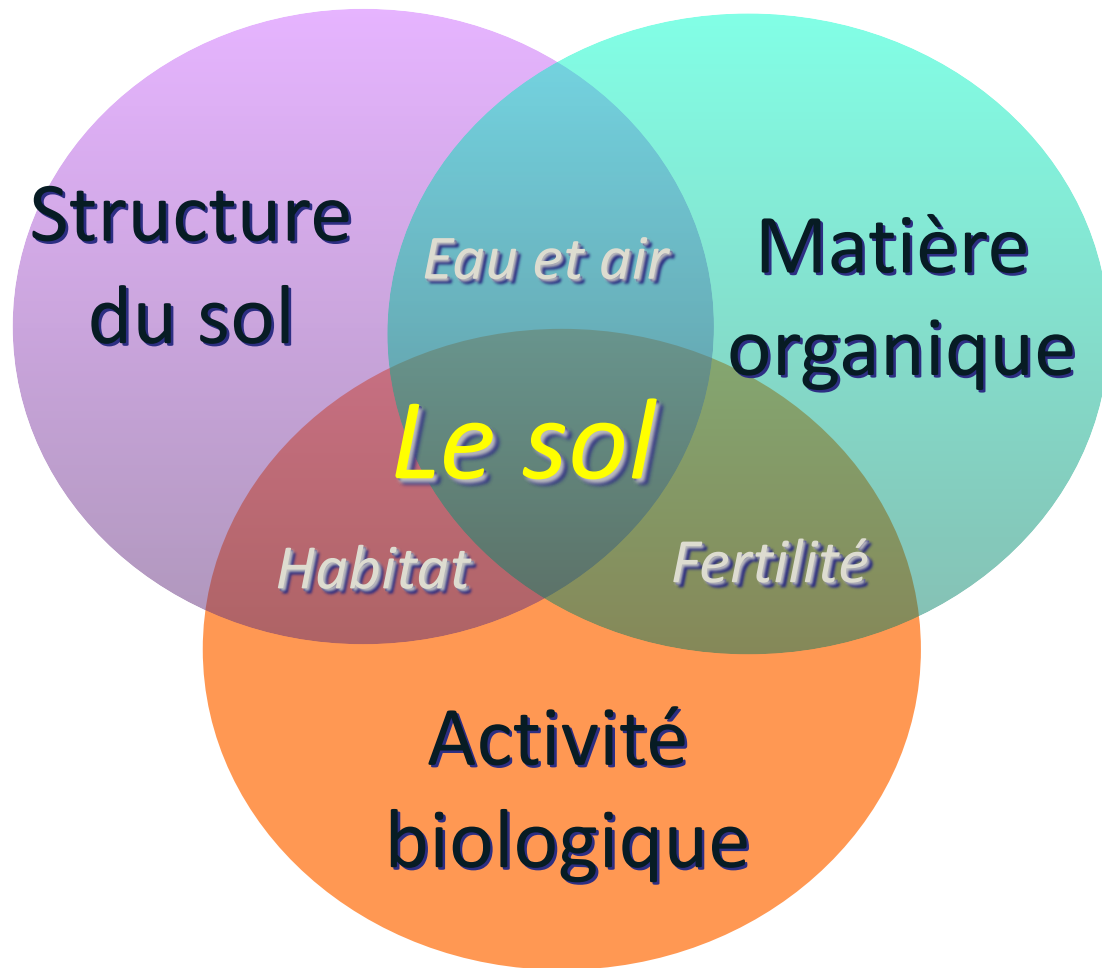 Structure
du sol
Eau et air
Matière
organique
Le sol
Habitat
Fertilité
Activité
biologique